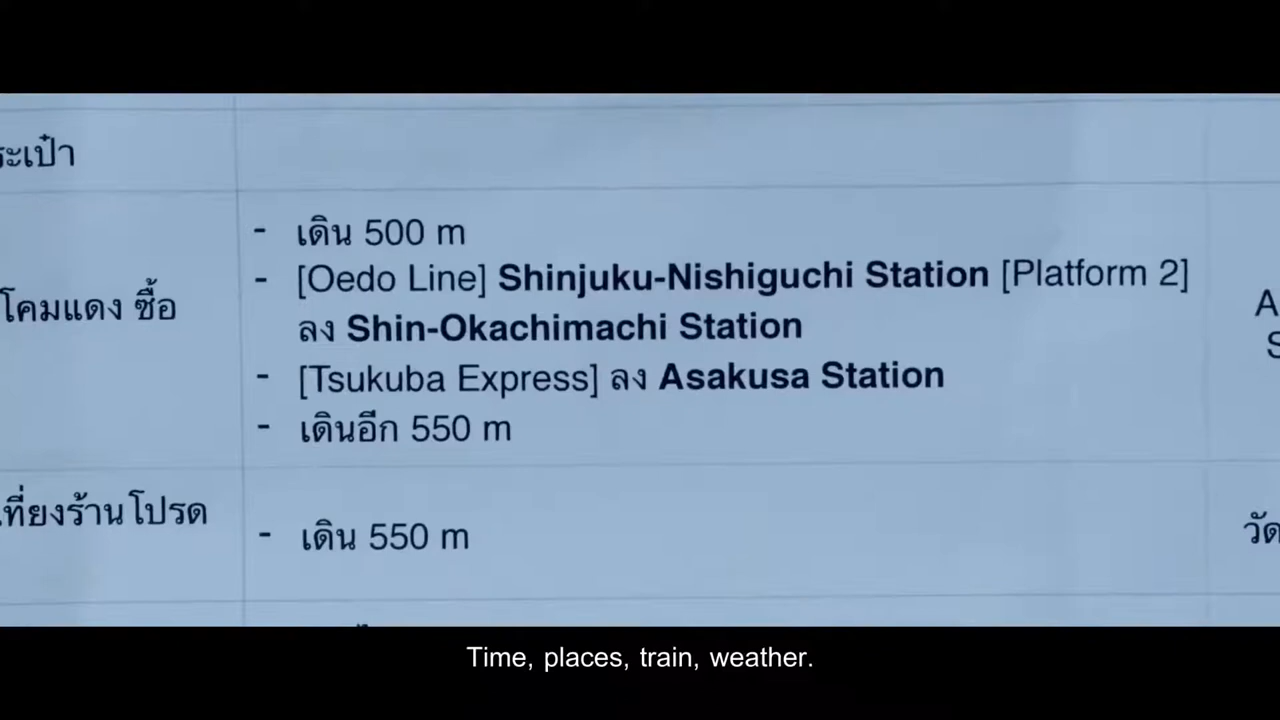 ระเป๋า
- เดิน 500 m
- [Oedo Line] Shinjuku-Nishiguchi Station [Platform 2]
โคมแดง ซื้อ
ลง Shin-Okachimachi Station
- [Tsukuba Express] ลง Asakusa Station
- เดินอีก 550 m
เที่ยงร้านโปรด
- เดิน 550 m
วัด
Time, places, train, weather.